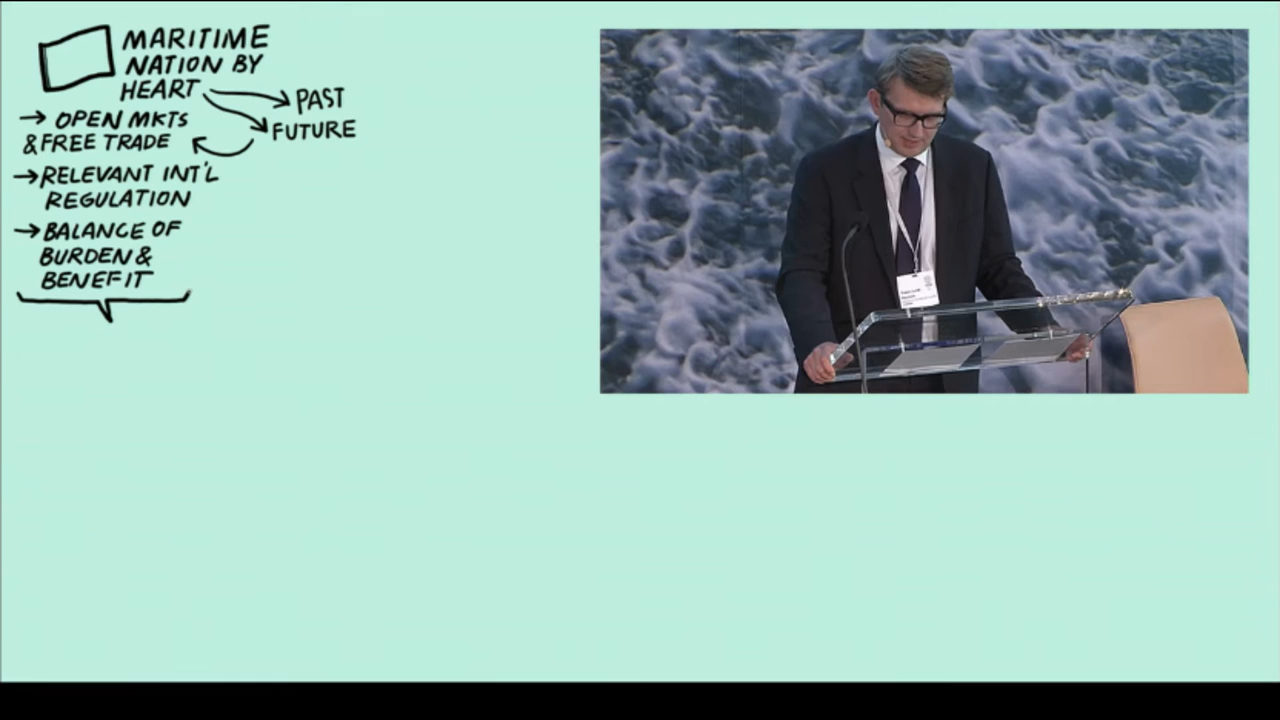 MARITIME
NATION BY
HEART
→ PAST
→ FUTURE
→ OPEN MKTS
& FREE TRADE
→ RELEVANT INT'L
REGULATION
→ BALANCE OF
BURDEN &
BENEFIT